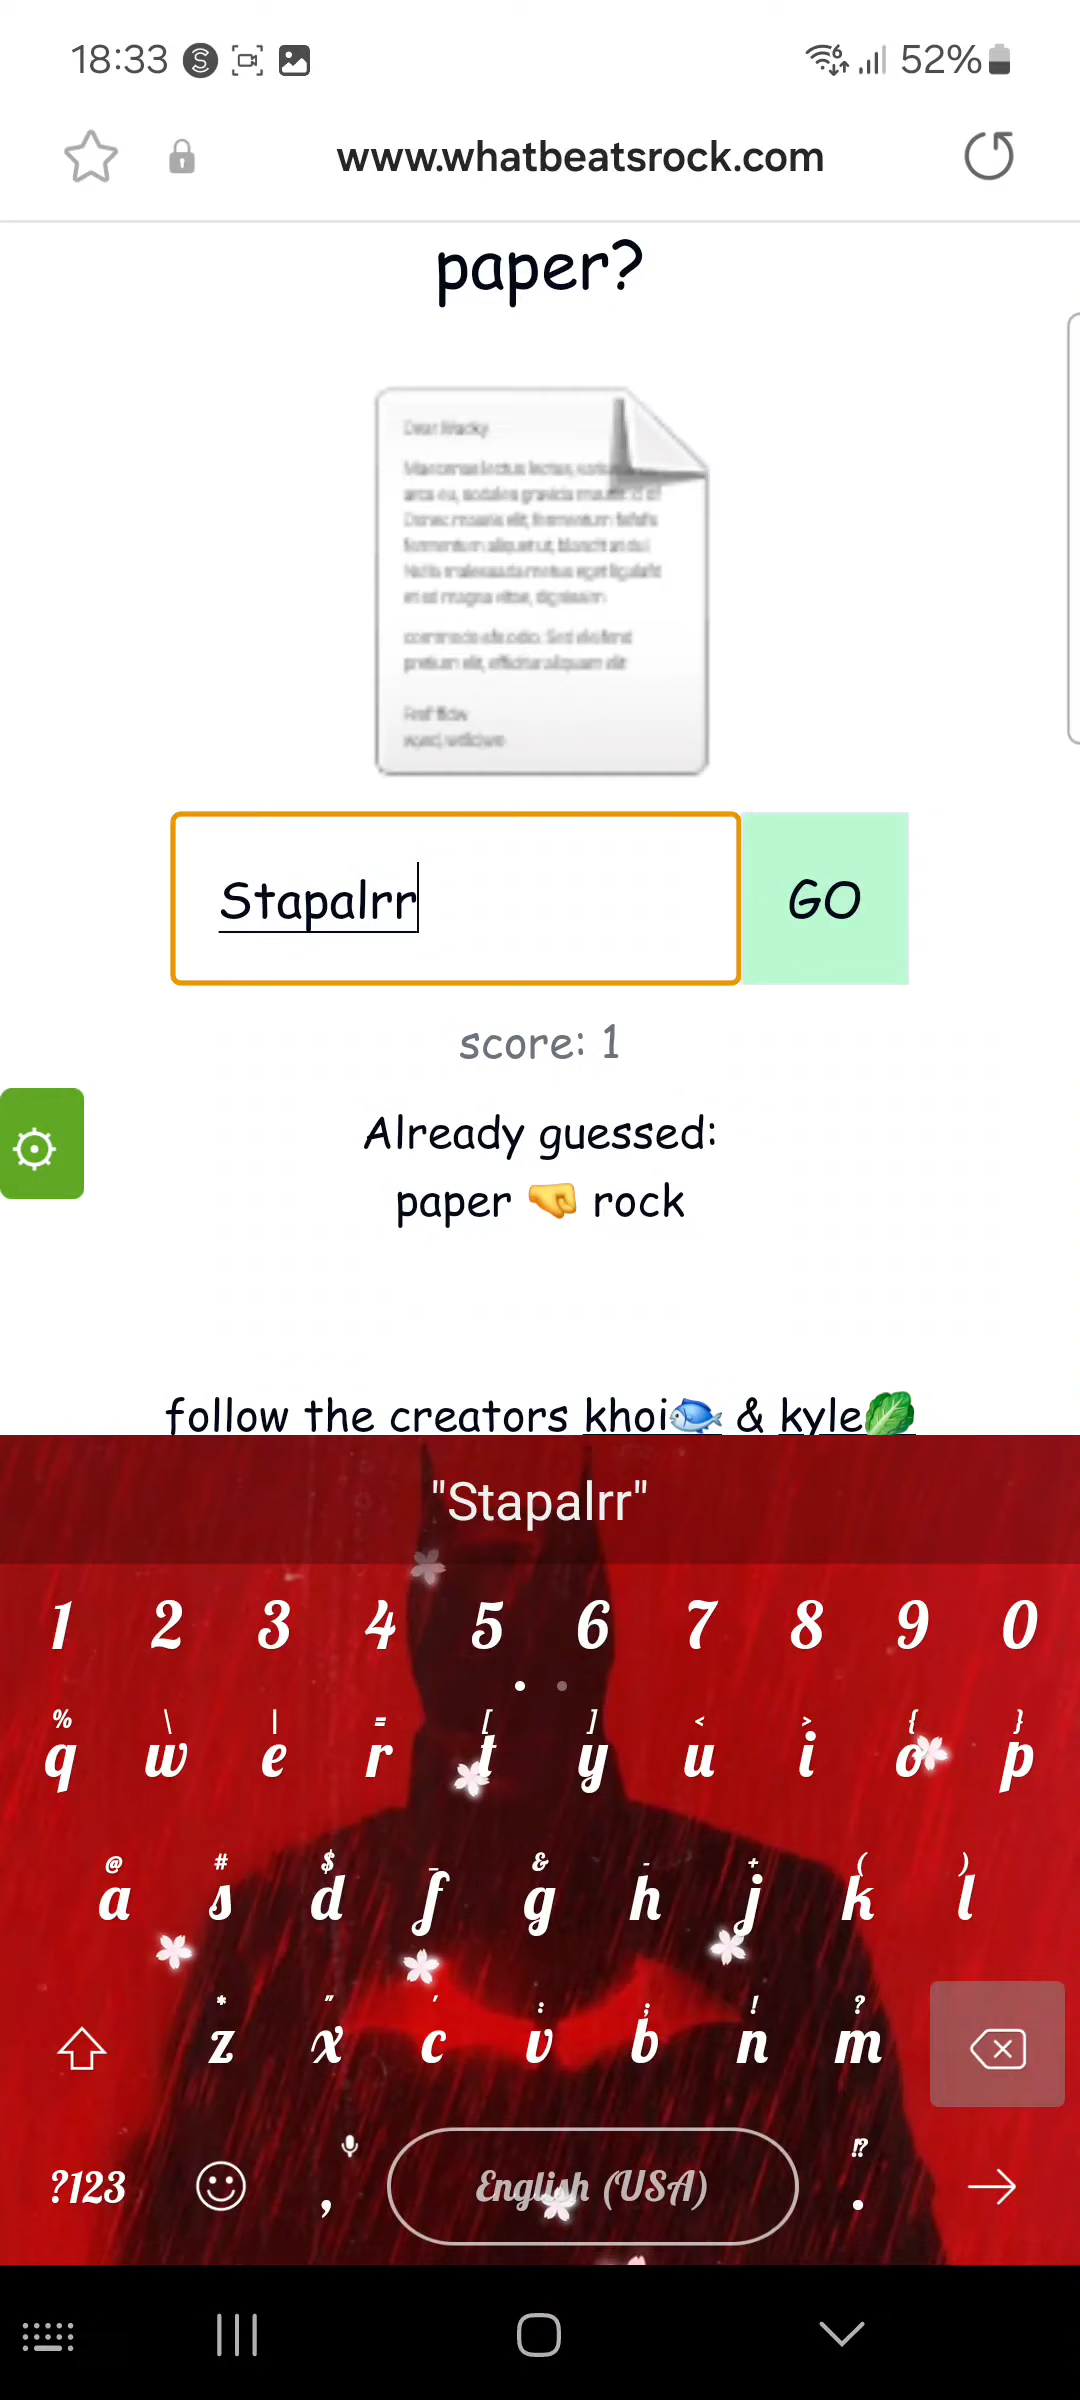 18:33 52%
www.whatbeatsrock.com
paper?
Stapalrr
GO
score: 1
Already guessed:
paper 🤜 rock
follow the creators khoi🐟 & kyle🥬
"Stapalrr"
1 2 3 4 5 6 7 8 9 0
% \ | = [ ] < > { }
q w e r t y u i o p
@ # $ _ & - + ( )
a s d f g h j k l
* " ' : ; ! ?
z x c v b n m
!?
?123 , English (USA) .